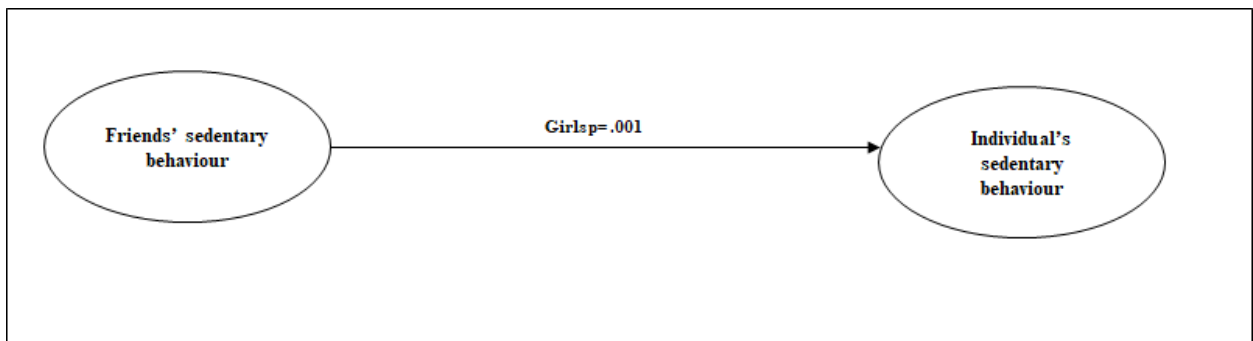 Friends’ sedentary
behaviour
Girlsp=.001
Individual’s
sedentary
behaviour